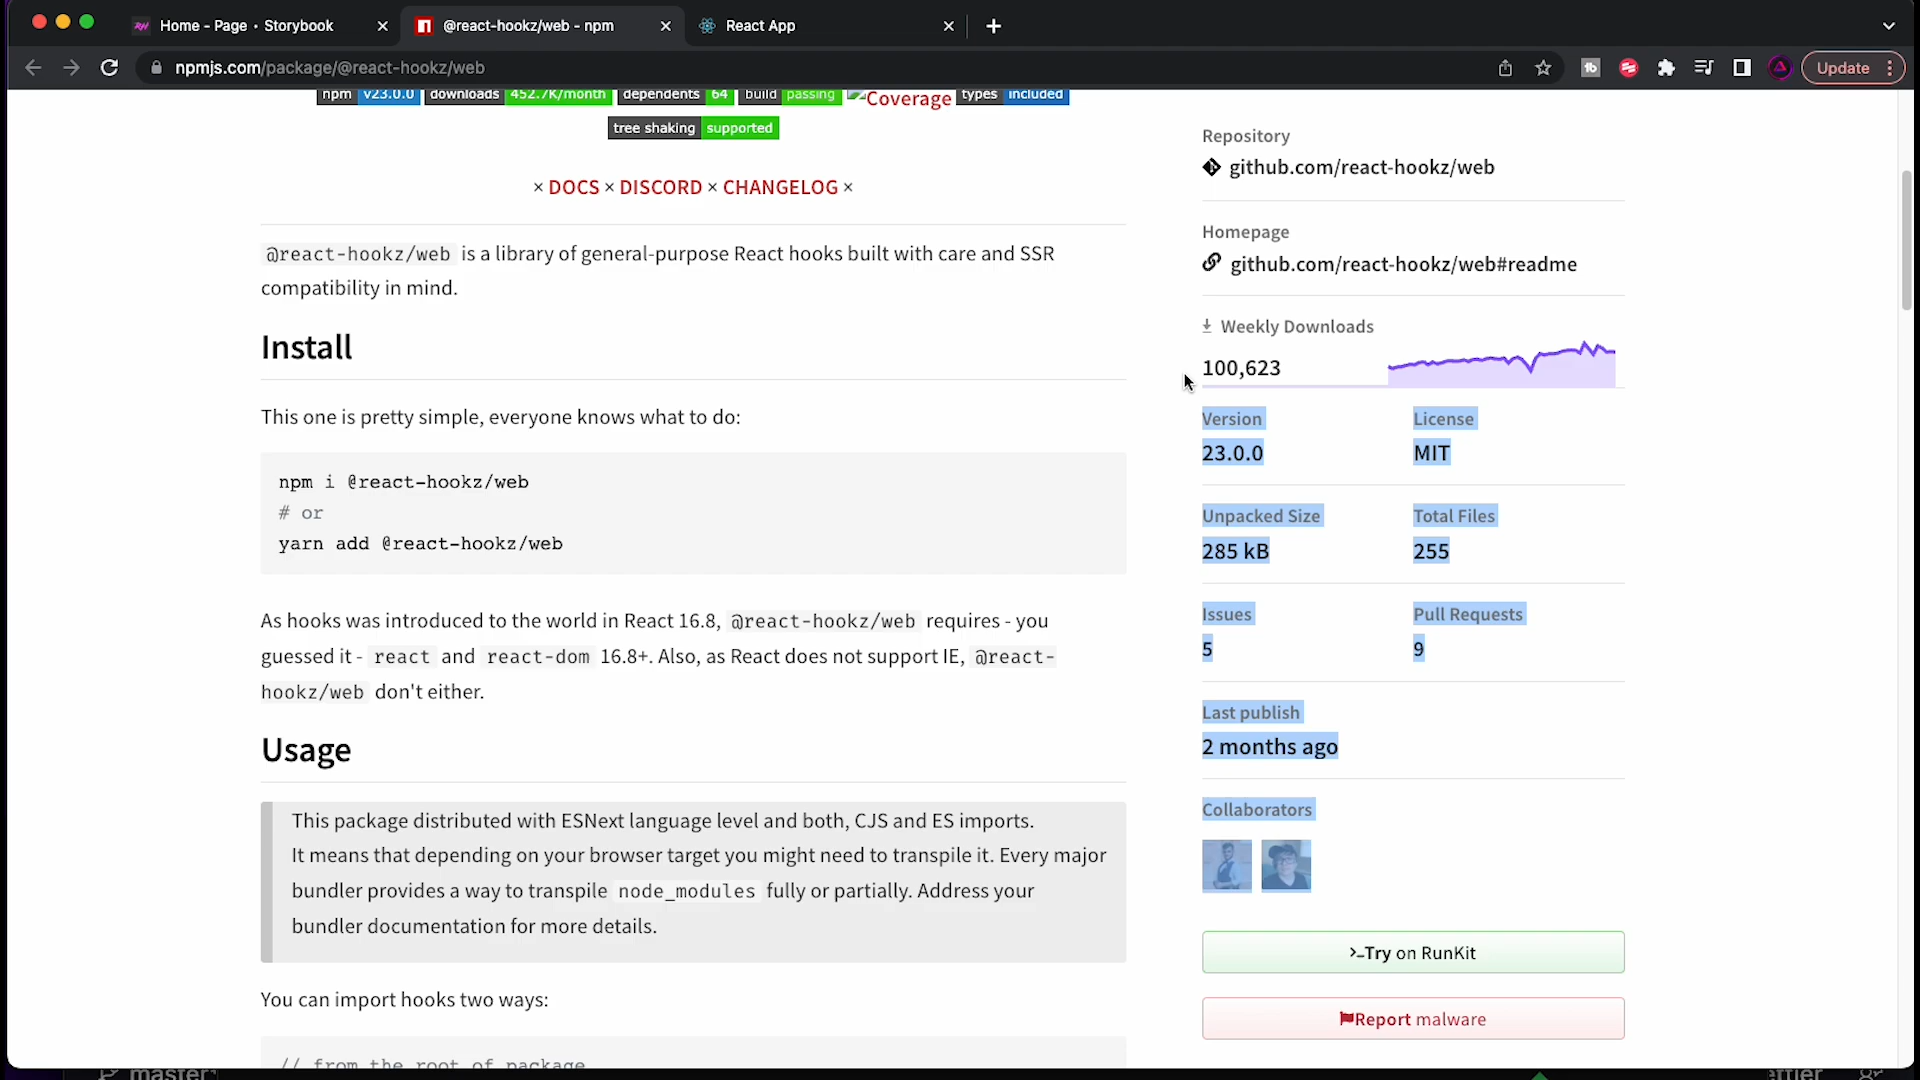 Home - Page · Storybook
@react-hookz/web - npm
React App
npmjs.com/package/@react-hookz/web
Update
npm v23.0.0 downloads 452.7K/month dependents 64 build passing Coverage types included
tree shaking supported
× DOCS × DISCORD × CHANGELOG ×
@react-hookz/web is a library of general-purpose React hooks built with care and SSR
compatibility in mind.
Install
This one is pretty simple, everyone knows what to do:
npm i @react-hookz/web
# or
yarn add @react-hookz/web
As hooks was introduced to the world in React 16.8, @react-hookz/web requires - you
guessed it - react and react-dom 16.8+. Also, as React does not support IE, @react-
hookz/web don't either.
Usage
This package distributed with ESNext language level and both, CJS and ES imports.
It means that depending on your browser target you might need to transpile it. Every major
bundler provides a way to transpile node_modules fully or partially. Address your
bundler documentation for more details.
You can import hooks two ways:
// from the root of package
Repository
github.com/react-hookz/web
Homepage
github.com/react-hookz/web#readme
Weekly Downloads
100,623
Version
License
23.0.0
MIT
Unpacked Size
Total Files
285 kB
255
Issues
Pull Requests
5
9
Last publish
2 months ago
Collaborators
>-Try on RunKit
Report malware
master